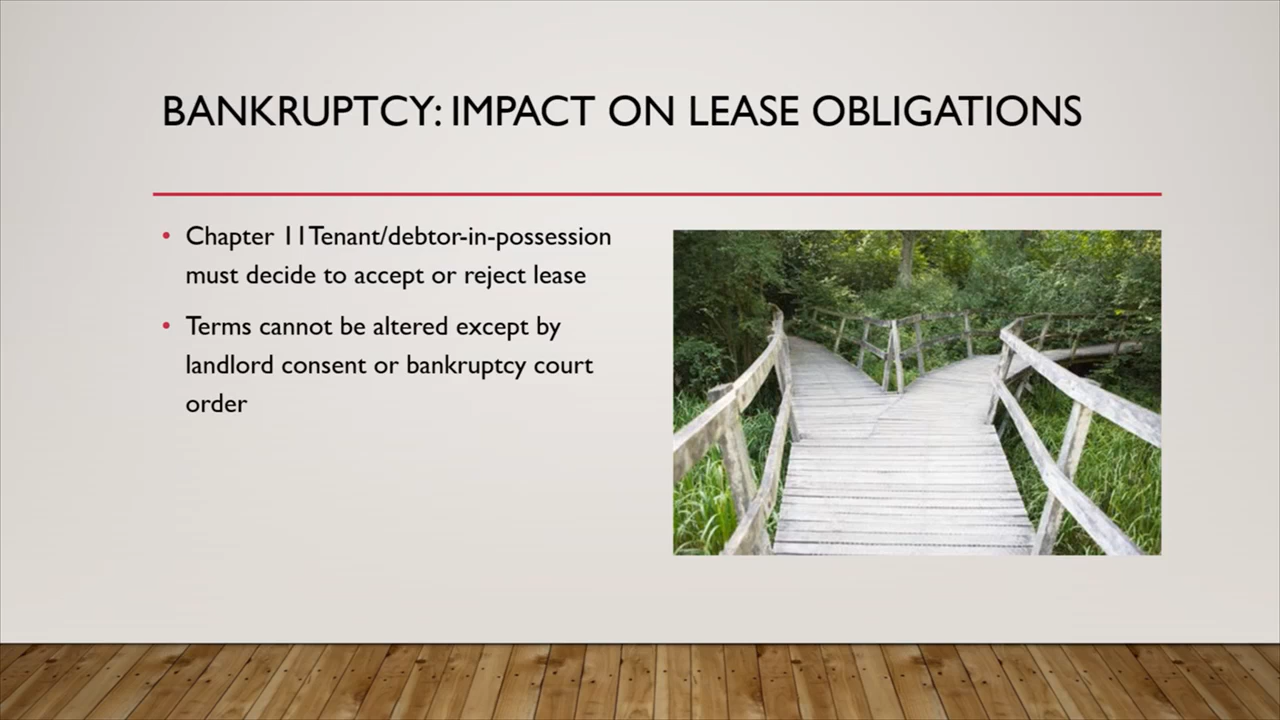 BANKRUPTCY: IMPACT ON LEASE OBLIGATIONS
• Chapter 11Tenant/debtor-in-possession
must decide to accept or reject lease
• Terms cannot be altered except by
landlord consent or bankruptcy court
order